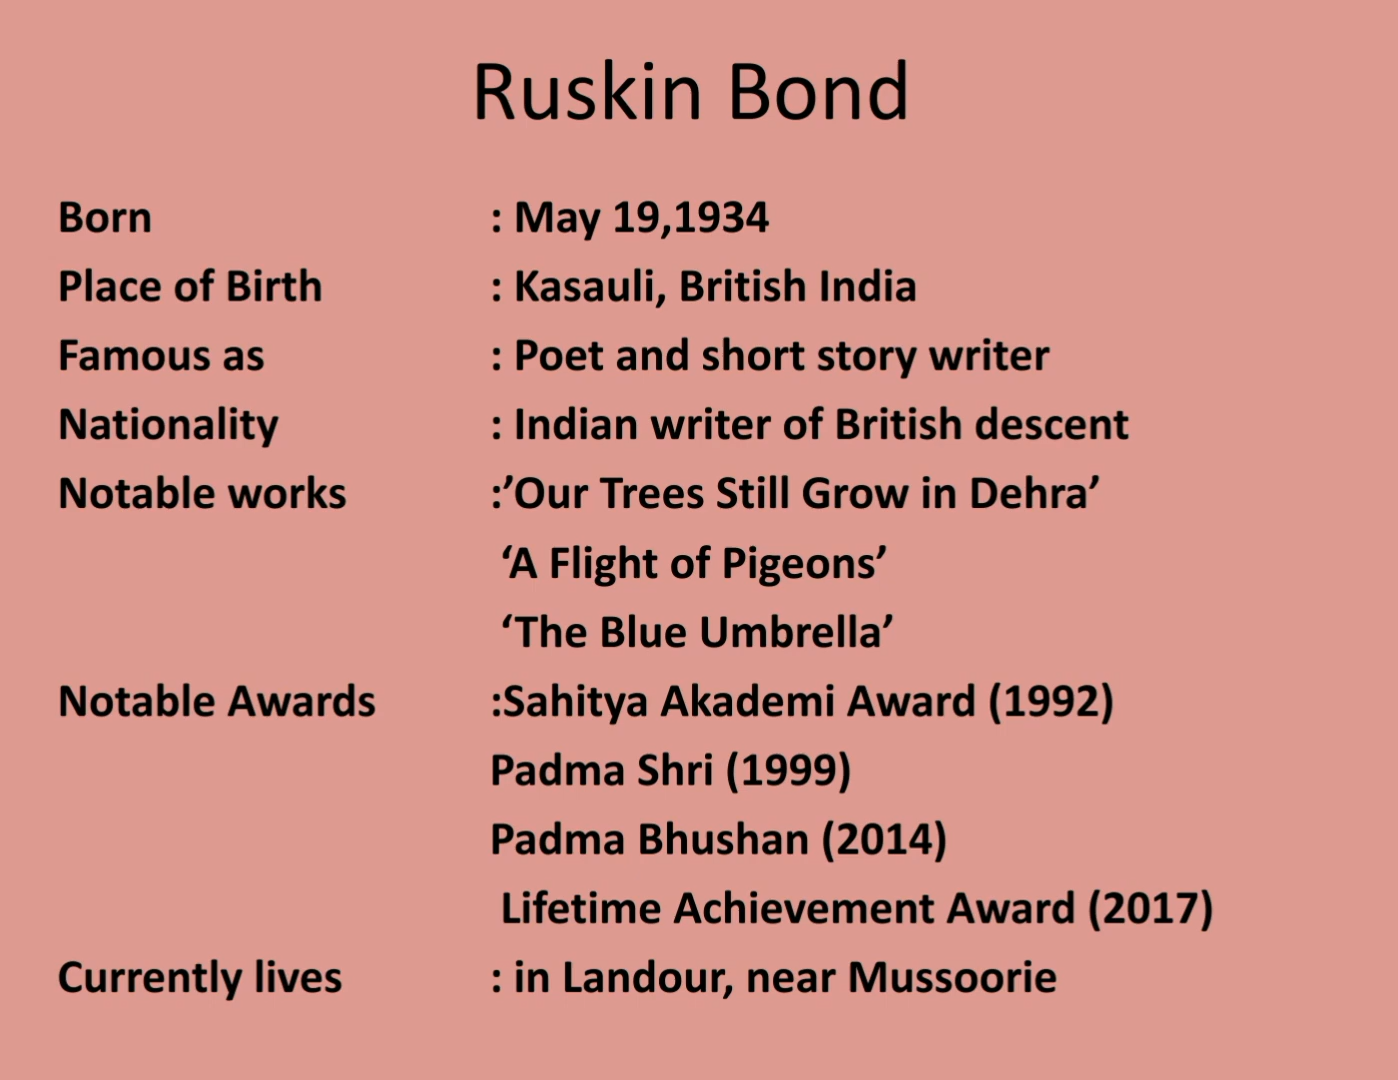 Ruskin Bond
Born : May 19,1934
Place of Birth : Kasauli, British India
Famous as : Poet and short story writer
Nationality : Indian writer of British descent
Notable works :’Our Trees Still Grow in Dehra’
‘A Flight of Pigeons’
‘The Blue Umbrella’
Notable Awards :Sahitya Akademi Award (1992)
Padma Shri (1999)
Padma Bhushan (2014)
Lifetime Achievement Award (2017)
Currently lives : in Landour, near Mussoorie